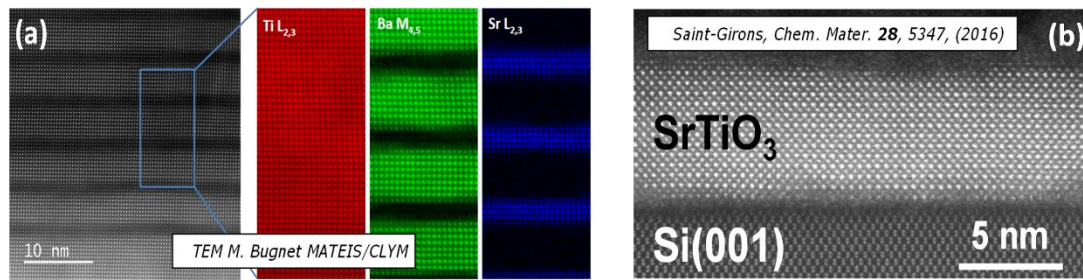 (a)
Ti L2,3
Ba M4,5
Sr L2,3
10 nm
TEM M. Bugnet MATEIS/CLYM
Saint-Girons, Chem. Mater. 28, 5347, (2016)
(b)
SrTiO3
Si(001)
5 nm